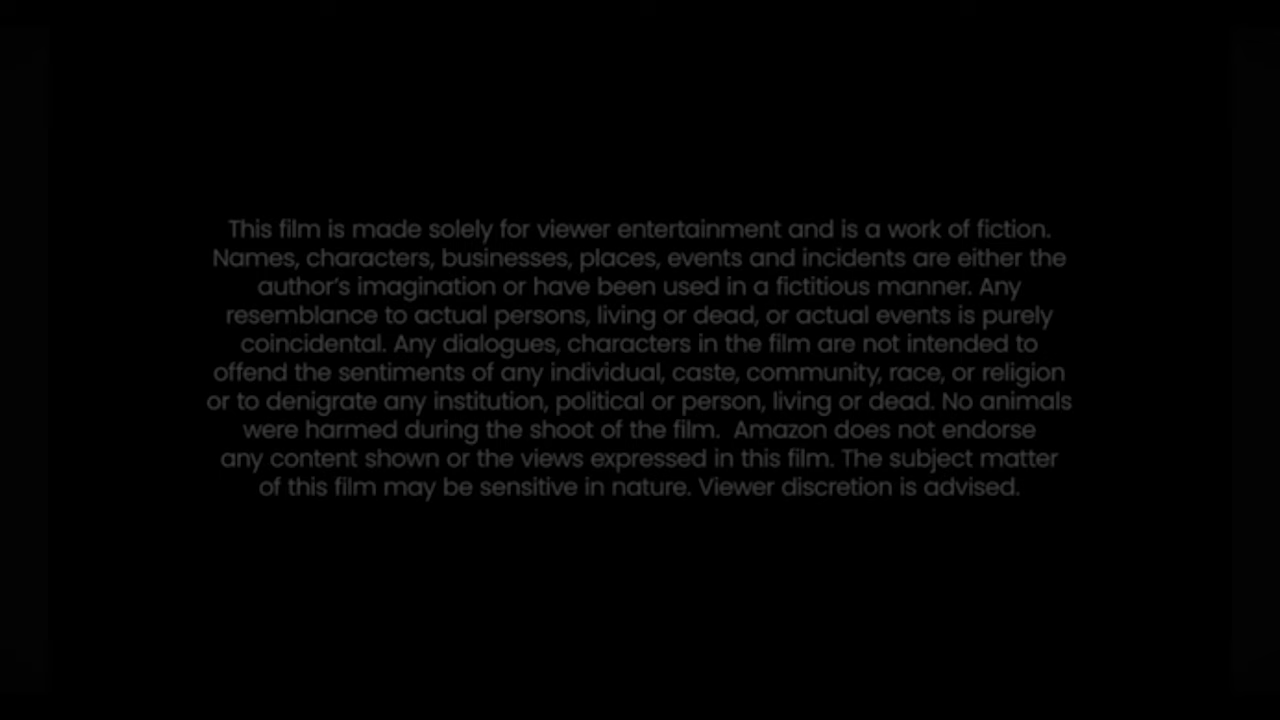 This film is made solely for viewer entertainment and is a work of fiction.
Names, characters, businesses, places, events and incidents are either the
author's imagination or have been used in a fictitious manner. Any
resemblance to actual persons, living or dead, or actual events is purely
coincidental. Any dialogues, characters in the film are not intended to
offend the sentiments of any individual, caste, community, race, or religion
or to denigrate any institution, political or person, living or dead. No animals
were harmed during the shoot of the film.  Amazon does not endorse
any content shown or the views expressed in this film. The subject matter
of this film may be sensitive in nature. Viewer discretion is advised.